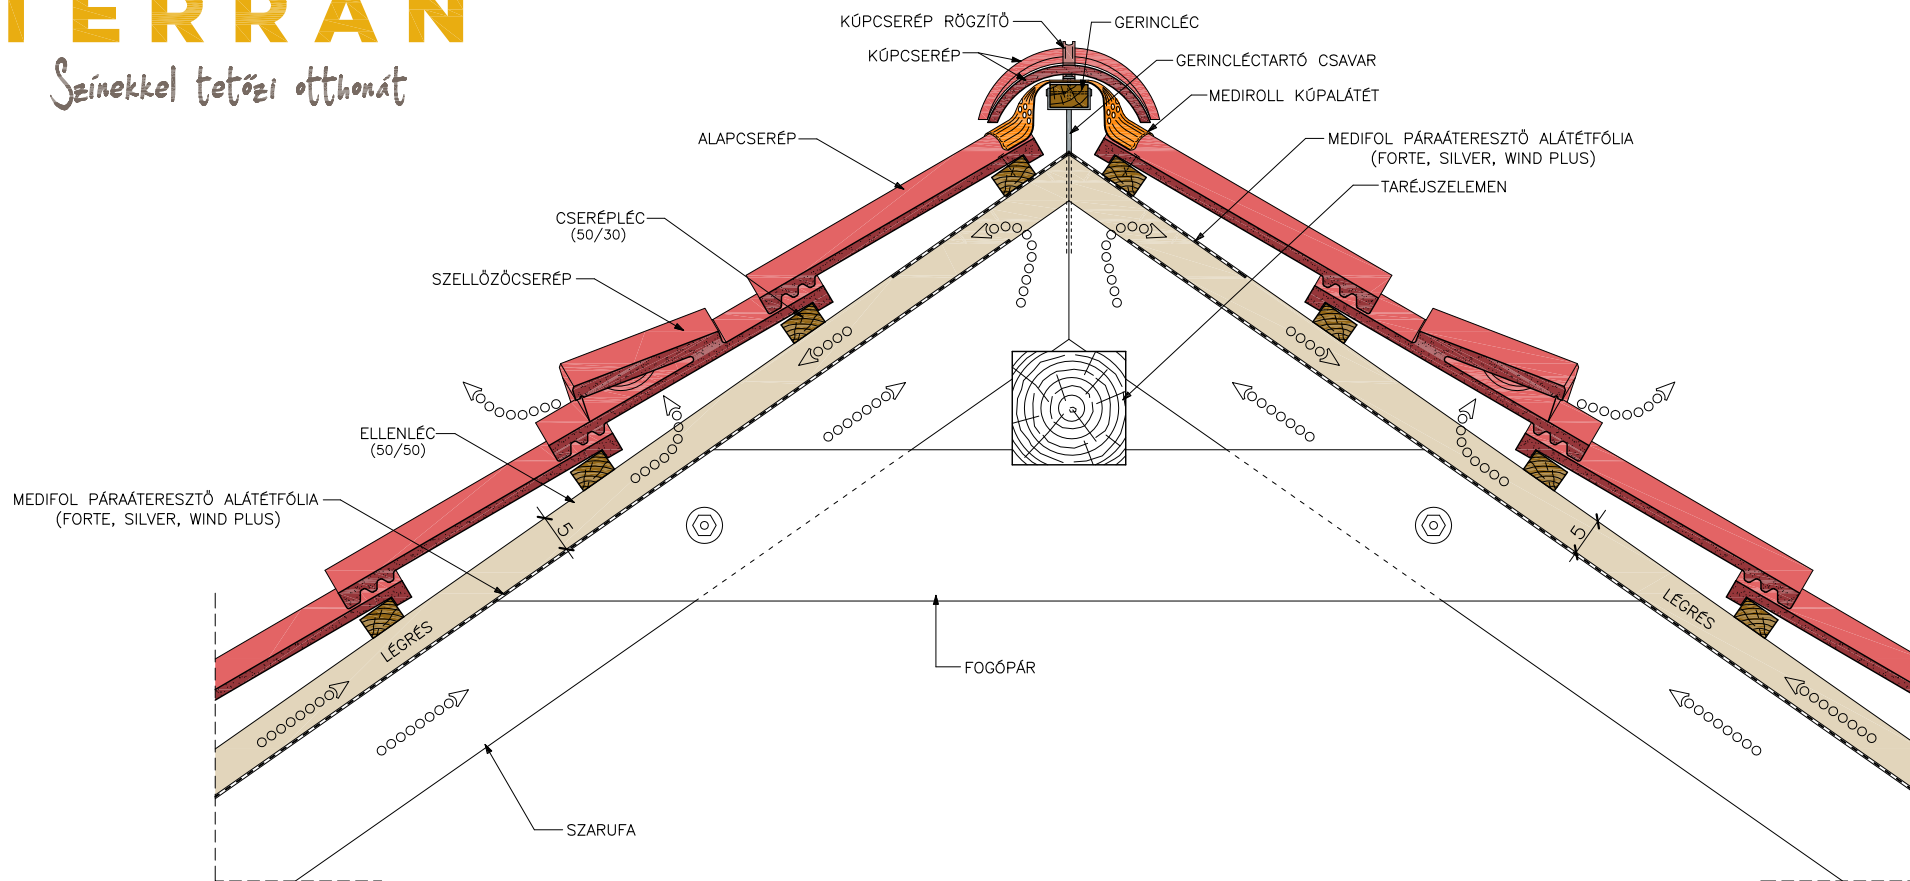 TERRÁN
Színekkel tetőzi otthonát
KÚPCSERÉP RÖGZÍTŐ
GERINCLÉC
KÚPCSERÉP
GERINCLÉCTARTÓ CSAVAR
MEDIROLL KÚPALÁTÉT
ALAPCSERÉP
MEDIFOL PÁRAÁTERESZTŐ ALÁTÉTFÓLIA
(FORTE, SILVER, WIND PLUS)
TARÉJSZELEMEN
CSERÉPLÉC
(50/30)
SZELLŐZŐCSERÉP
ELLENLÉC
(50/50)
MEDIFOL PÁRAÁTERESZTŐ ALÁTÉTFÓLIA
(FORTE, SILVER, WIND PLUS)
5
5
LÉGRÉS
LÉGRÉS
FOGÓPÁR
SZARUFA